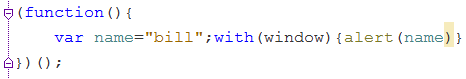 (function(){
var name="bill";with(window){alert(name)}
})();